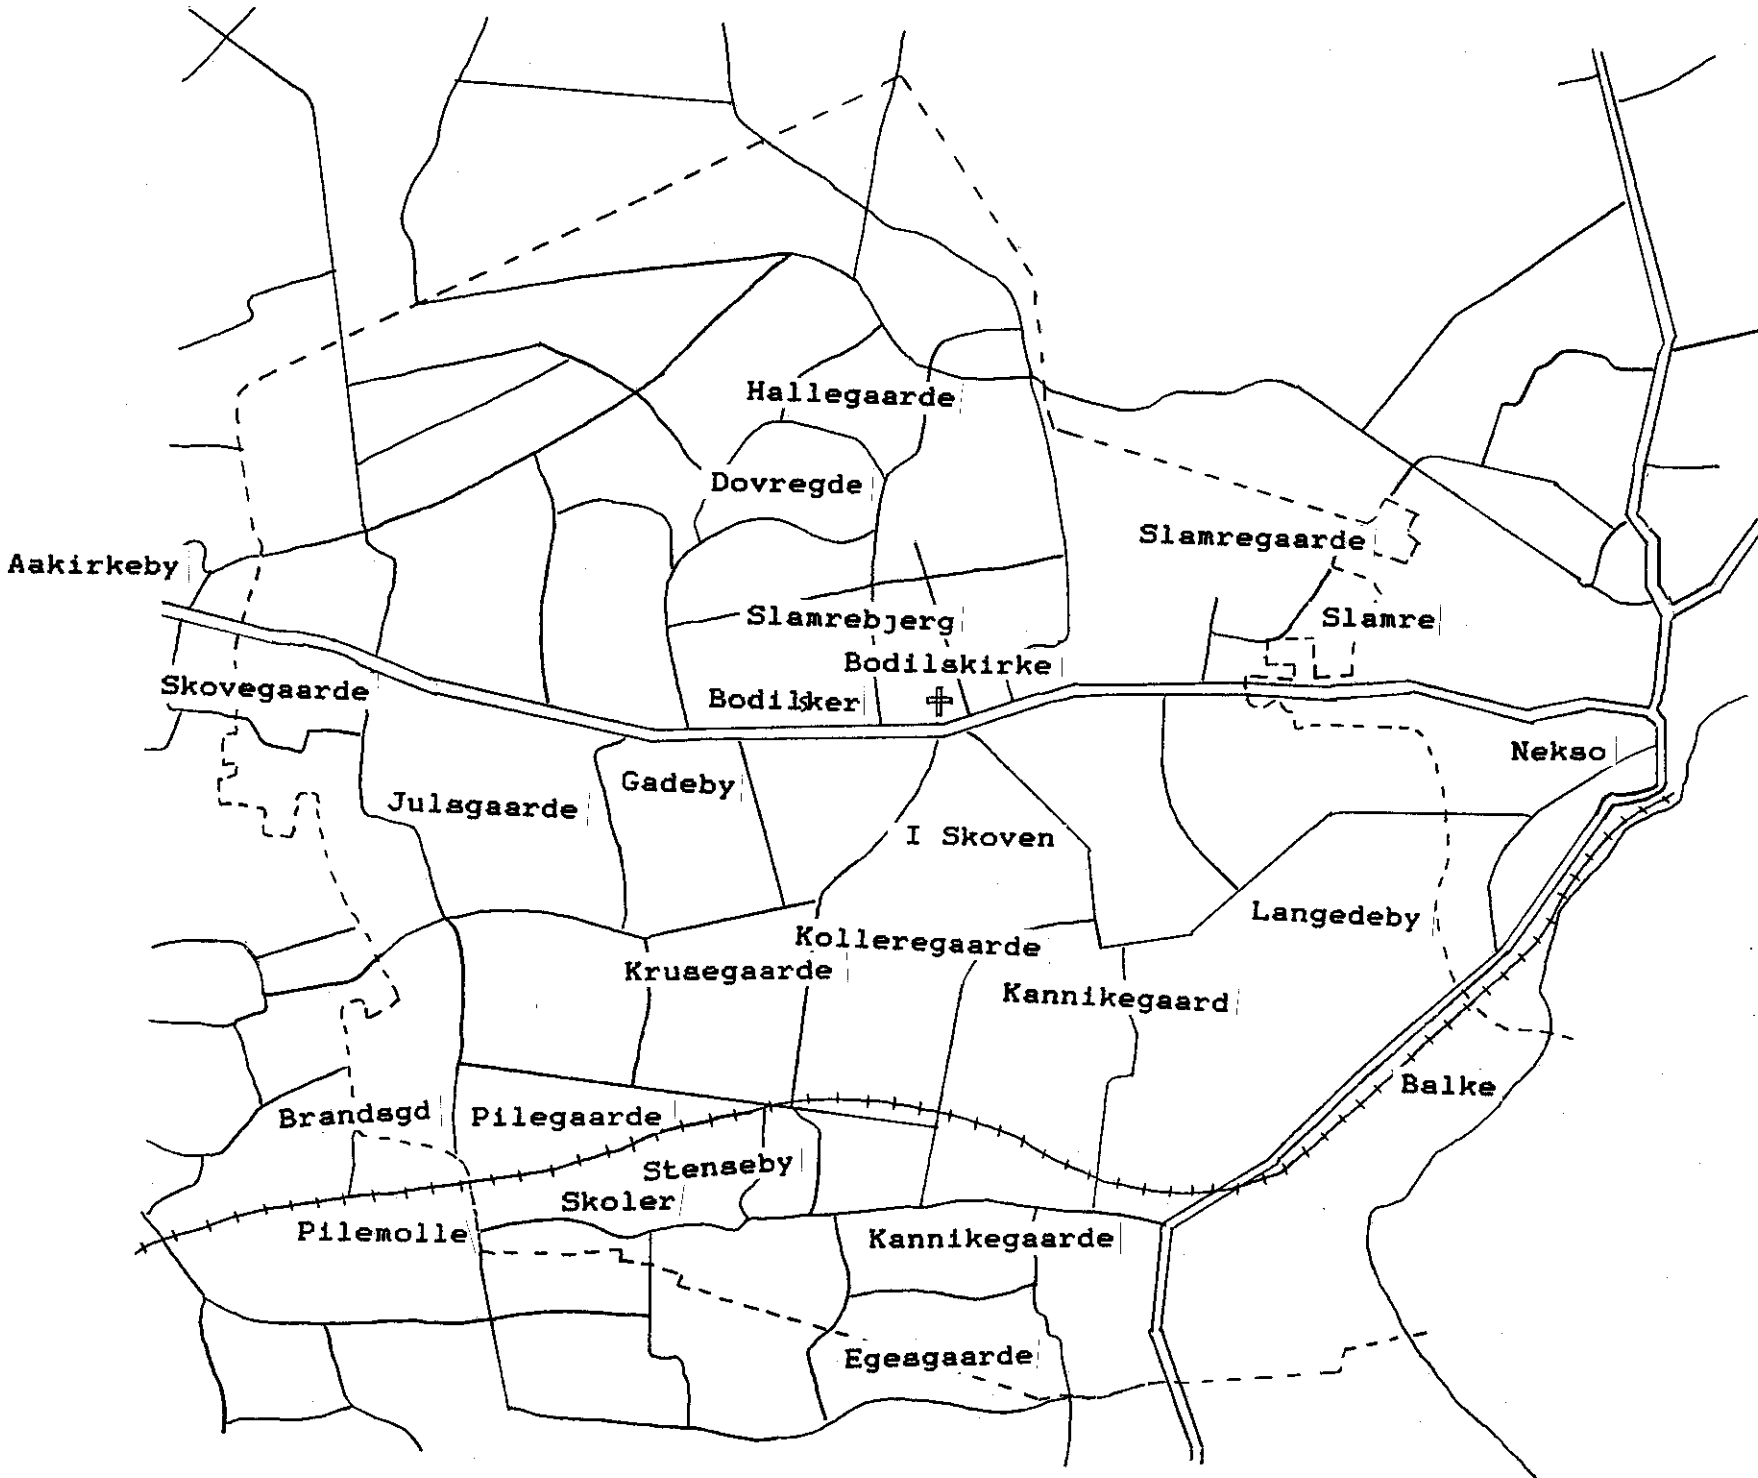 Hallegaarde
Dovregde
Slamregaarde
Aakirkeby
Slamrebjerg
Slamre
Bodilskirke
Skovegaarde
Bodilsker
Nekso
Gadeby
Julsgaarde
I Skoven
Langedeby
Kolleregaarde
Krusegaarde
Kannikegaard
Balke
Brandsgd
Pilegaarde
Stenseby
Skoler
Pilemolle
Kannikegaarde
Egesgaarde